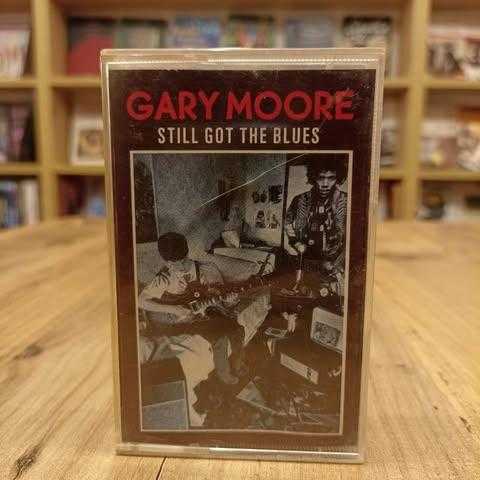 GARY MOORE
STILL GOT THE BLUES